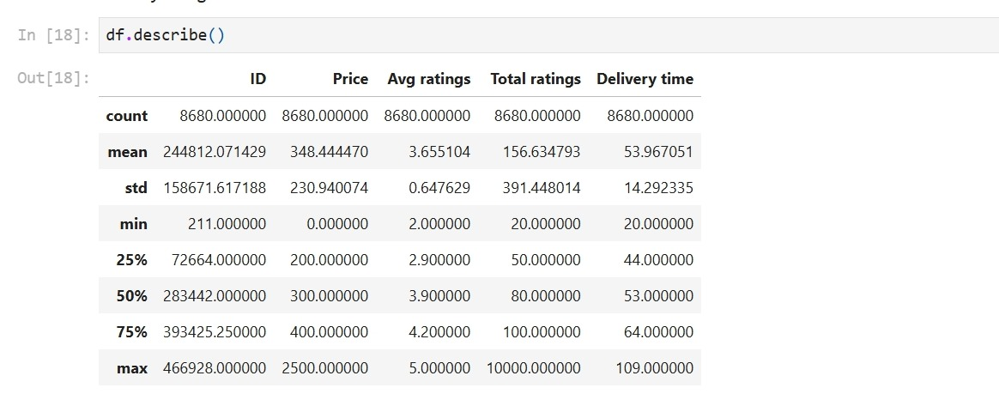 In [18]: df.describe()
Out[18]:
ID Price Avg ratings Total ratings Delivery time
count 8680.000000 8680.000000 8680.000000 8680.000000 8680.000000
mean 244812.071429 348.444470 3.655104 156.634793 53.967051
std 158671.617188 230.940074 0.647629 391.448014 14.292335
min 211.000000 0.000000 2.000000 20.000000 20.000000
25% 72664.000000 200.000000 2.900000 50.000000 44.000000
50% 283442.000000 300.000000 3.900000 80.000000 53.000000
75% 393425.250000 400.000000 4.200000 100.000000 64.000000
max 466928.000000 2500.000000 5.000000 10000.000000 109.000000